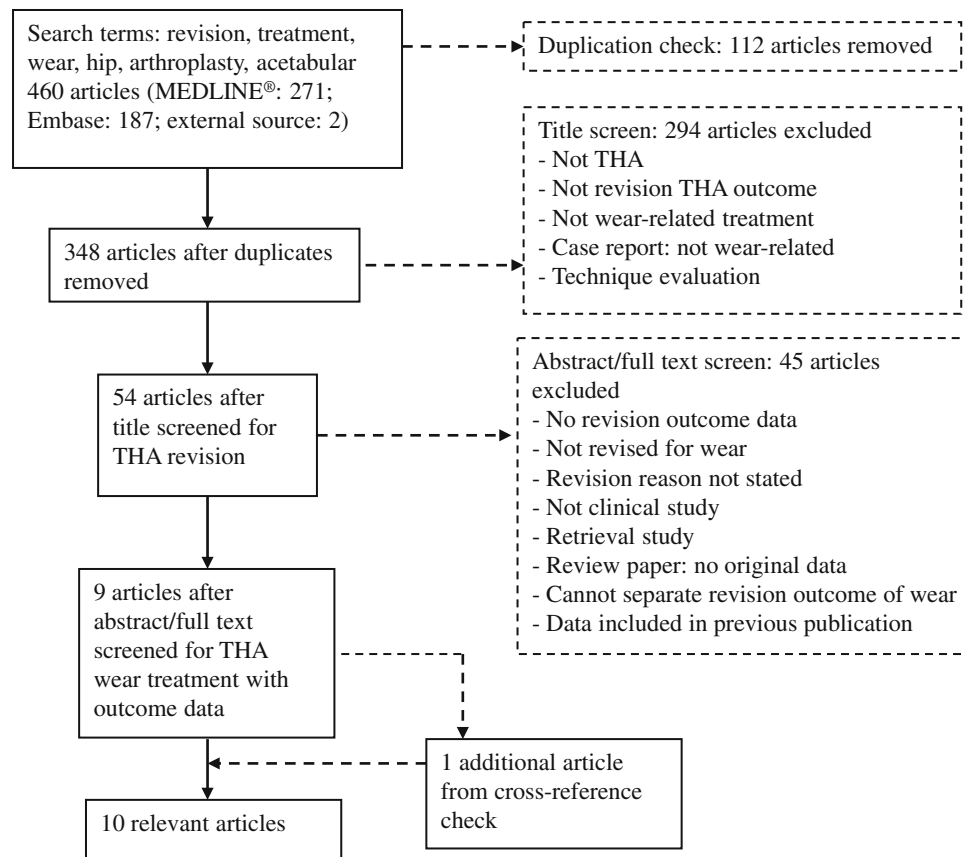 Search terms: revision, treatment,
wear, hip, arthroplasty, acetabular
460 articles (MEDLINE®: 271;
Embase: 187; external source: 2)
Duplication check: 112 articles removed
348 articles after duplicates
removed
Title screen: 294 articles excluded
- Not THA
- Not revision THA outcome
- Not wear-related treatment
- Case report: not wear-related
- Technique evaluation
54 articles after
title screened for
THA revision
Abstract/full text screen: 45 articles
excluded
- No revision outcome data
- Not revised for wear
- Revision reason not stated
- Not clinical study
- Retrieval study
- Review paper: no original data
- Cannot separate revision outcome of wear
- Data included in previous publication
9 articles after
abstract/full text
screened for THA
wear treatment with
outcome data
1 additional article
from cross-reference
check
10 relevant articles